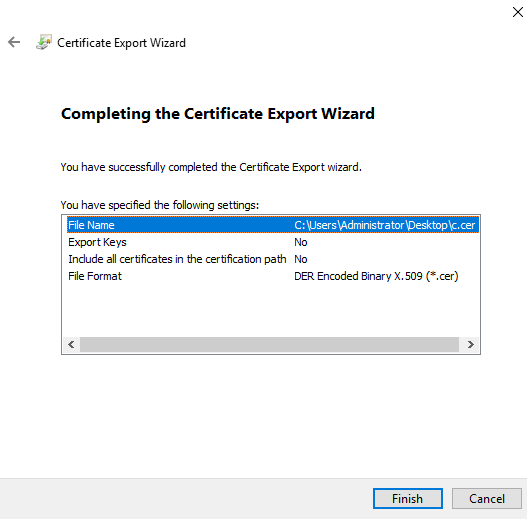 Certificate Export Wizard
Completing the Certificate Export Wizard
You have successfully completed the Certificate Export wizard.
You have specified the following settings:
File Name C:\Users\Administrator\Desktop\c.cer
Export Keys No
Include all certificates in the certification path No
File Format DER Encoded Binary X.509 (*.cer)
Finish Cancel